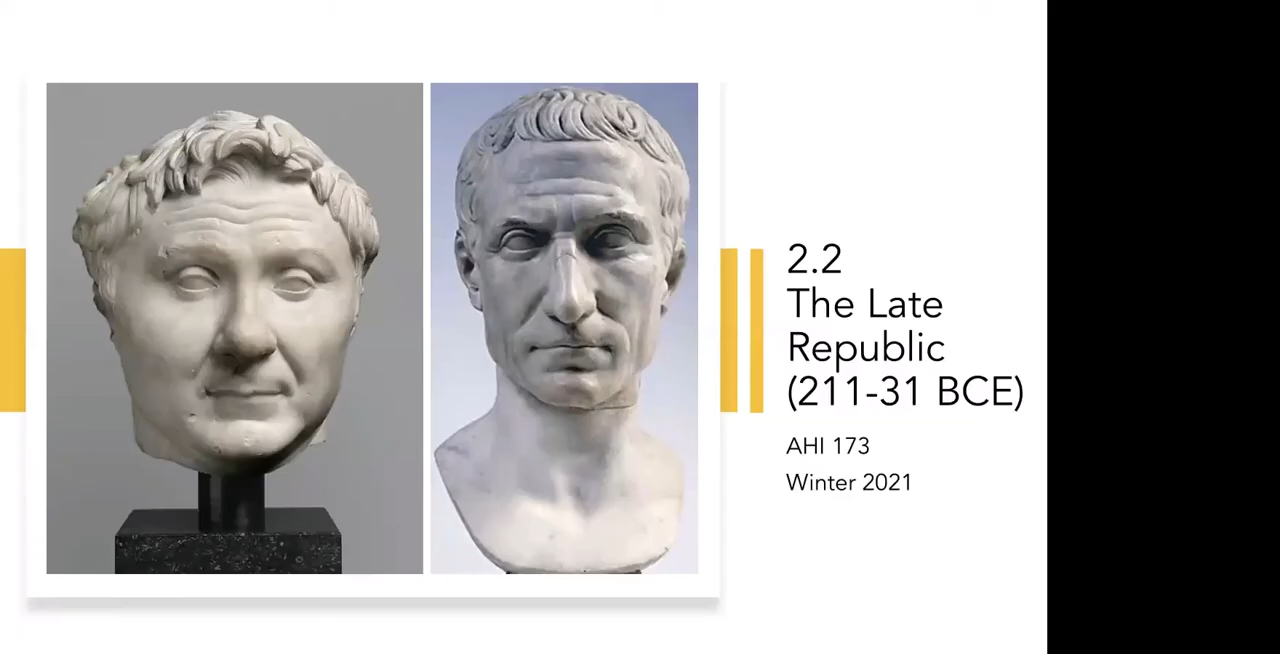 2.2
The Late
Republic
(211-31 BCE)
AHI 173
Winter 2021